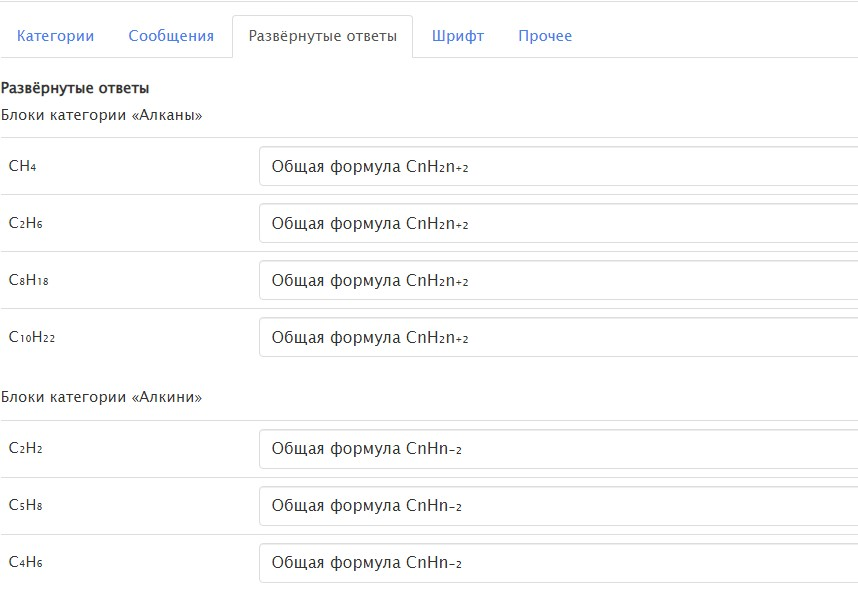 Категории Сообщения Развёрнутые ответы Шрифт Прочее
Развёрнутые ответы
Блоки категории «Алканы»
CH₄ Общая формула CnH₂n₊₂
C₂H₆ Общая формула CnH₂n₊₂
C₈H₁₈ Общая формула CnH₂n₊₂
C₁₀H₂₂ Общая формула CnH₂n₊₂
Блоки категории «Алкини»
C₂H₂ Общая формула CnHn₋₂
C₅H₈ Общая формула CnHn₋₂
C₄H₆ Общая формула CnHn₋₂